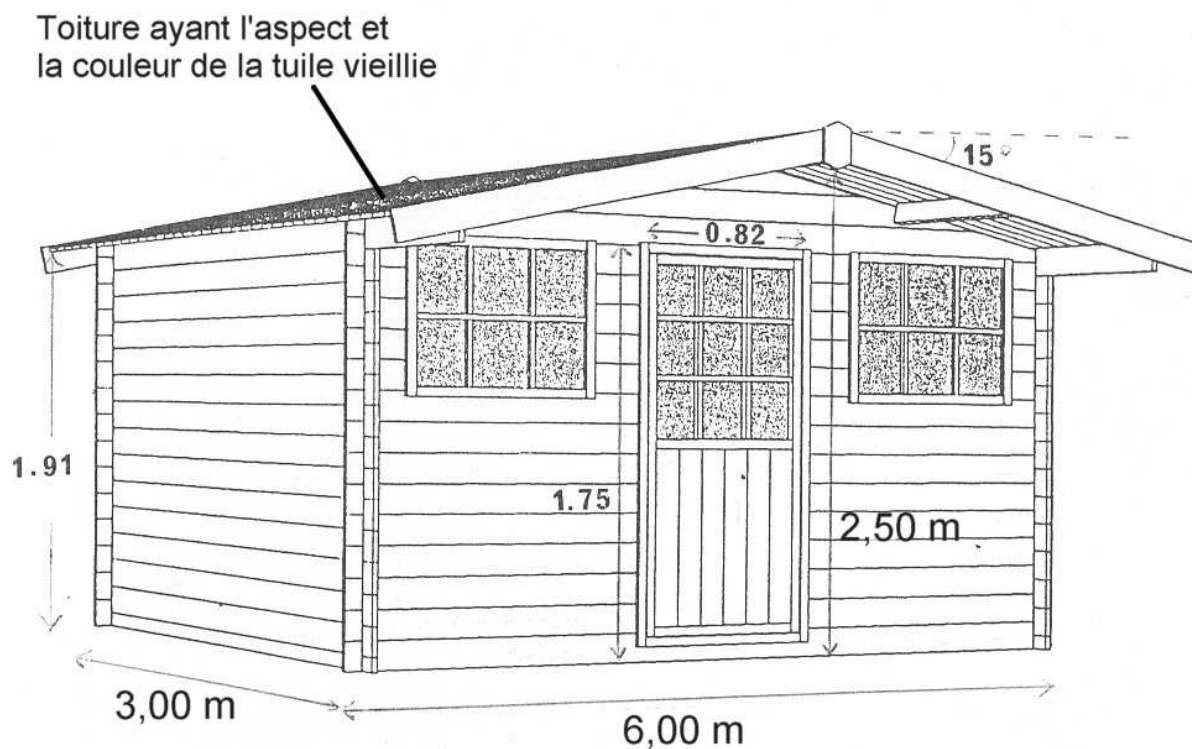 Toiture ayant l'aspect et
la couleur de la tuile vieillie
15°
0.82
1.91
1.75
2,50 m
3,00 m
6,00 m